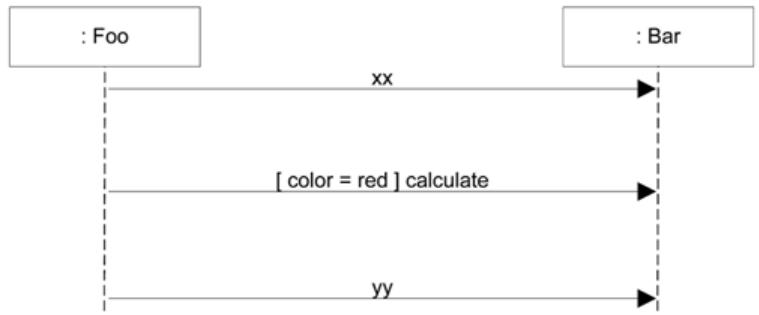 : Foo
: Bar
xx
[ color = red ] calculate
yy